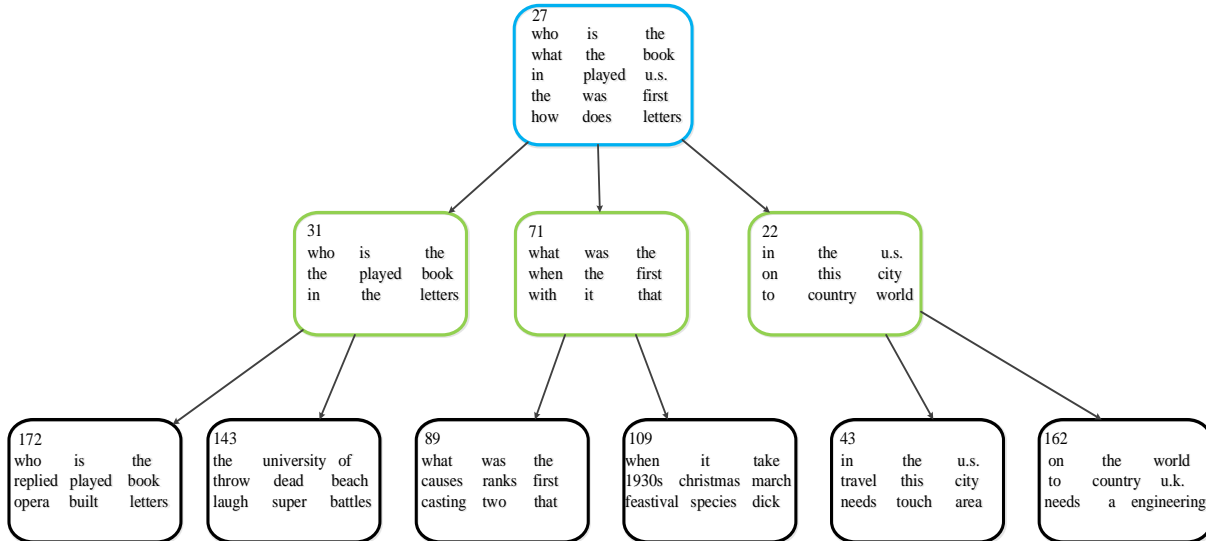 27
who is the
what the book
in played u.s.
the was first
how does letters
31
who is the
the played book
in the letters
71
what was the
when the first
with it that
22
in the u.s.
on this city
to country world
172
who is the
replied played book
opera built letters
143
the university of
throw dead beach
laugh super battles
89
what was the
causes ranks first
casting two that
109
when it take
1930s christmas march
feastival species dick
43
in the u.s.
travel this city
needs touch area
162
on the world
to country u.k.
needs a engineering